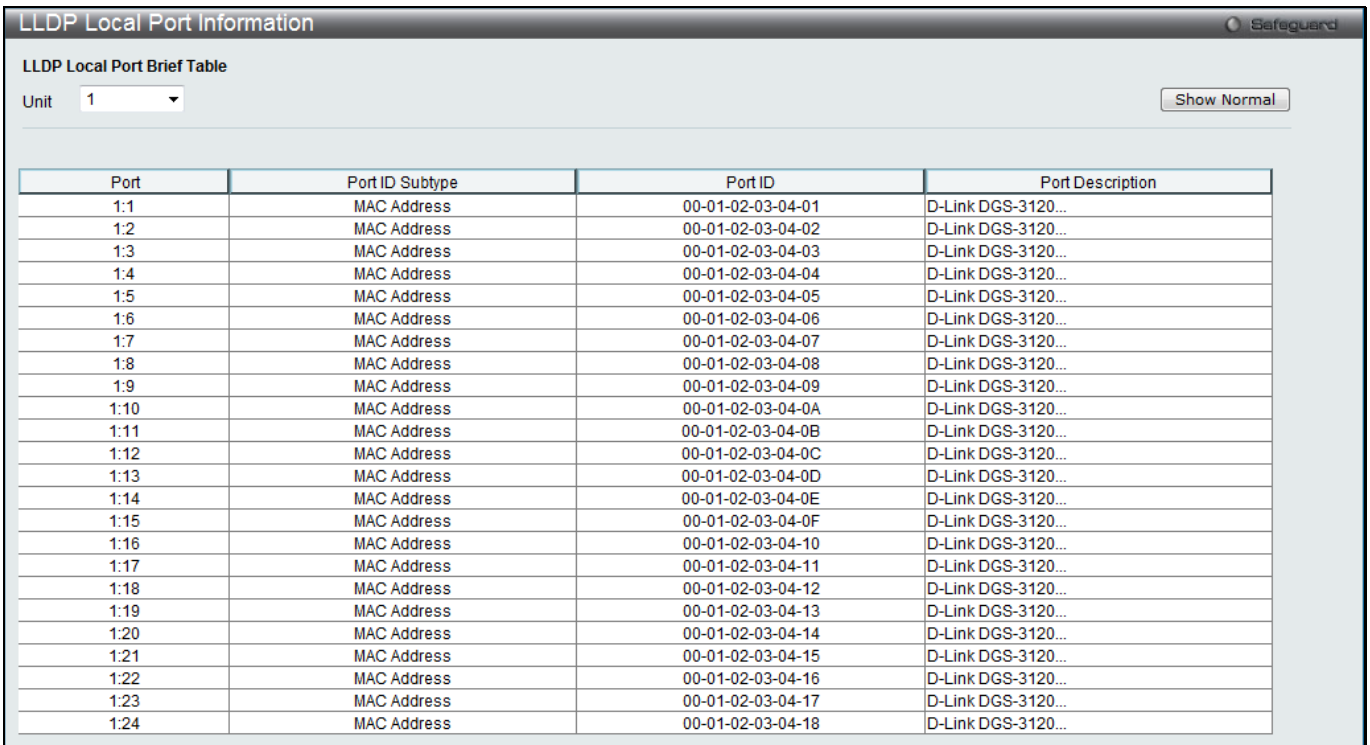 LLDP Local Port Information Safeguard
LLDP Local Port Brief Table
Unit 1 Show Normal
Port Port ID Subtype Port ID Port Description
1:1 MAC Address 00-01-02-03-04-01 D-Link DGS-3120...
1:2 MAC Address 00-01-02-03-04-02 D-Link DGS-3120...
1:3 MAC Address 00-01-02-03-04-03 D-Link DGS-3120...
1:4 MAC Address 00-01-02-03-04-04 D-Link DGS-3120...
1:5 MAC Address 00-01-02-03-04-05 D-Link DGS-3120...
1:6 MAC Address 00-01-02-03-04-06 D-Link DGS-3120...
1:7 MAC Address 00-01-02-03-04-07 D-Link DGS-3120...
1:8 MAC Address 00-01-02-03-04-08 D-Link DGS-3120...
1:9 MAC Address 00-01-02-03-04-09 D-Link DGS-3120...
1:10 MAC Address 00-01-02-03-04-0A D-Link DGS-3120...
1:11 MAC Address 00-01-02-03-04-0B D-Link DGS-3120...
1:12 MAC Address 00-01-02-03-04-0C D-Link DGS-3120...
1:13 MAC Address 00-01-02-03-04-0D D-Link DGS-3120...
1:14 MAC Address 00-01-02-03-04-0E D-Link DGS-3120...
1:15 MAC Address 00-01-02-03-04-0F D-Link DGS-3120...
1:16 MAC Address 00-01-02-03-04-10 D-Link DGS-3120...
1:17 MAC Address 00-01-02-03-04-11 D-Link DGS-3120...
1:18 MAC Address 00-01-02-03-04-12 D-Link DGS-3120...
1:19 MAC Address 00-01-02-03-04-13 D-Link DGS-3120...
1:20 MAC Address 00-01-02-03-04-14 D-Link DGS-3120...
1:21 MAC Address 00-01-02-03-04-15 D-Link DGS-3120...
1:22 MAC Address 00-01-02-03-04-16 D-Link DGS-3120...
1:23 MAC Address 00-01-02-03-04-17 D-Link DGS-3120...
1:24 MAC Address 00-01-02-03-04-18 D-Link DGS-3120...